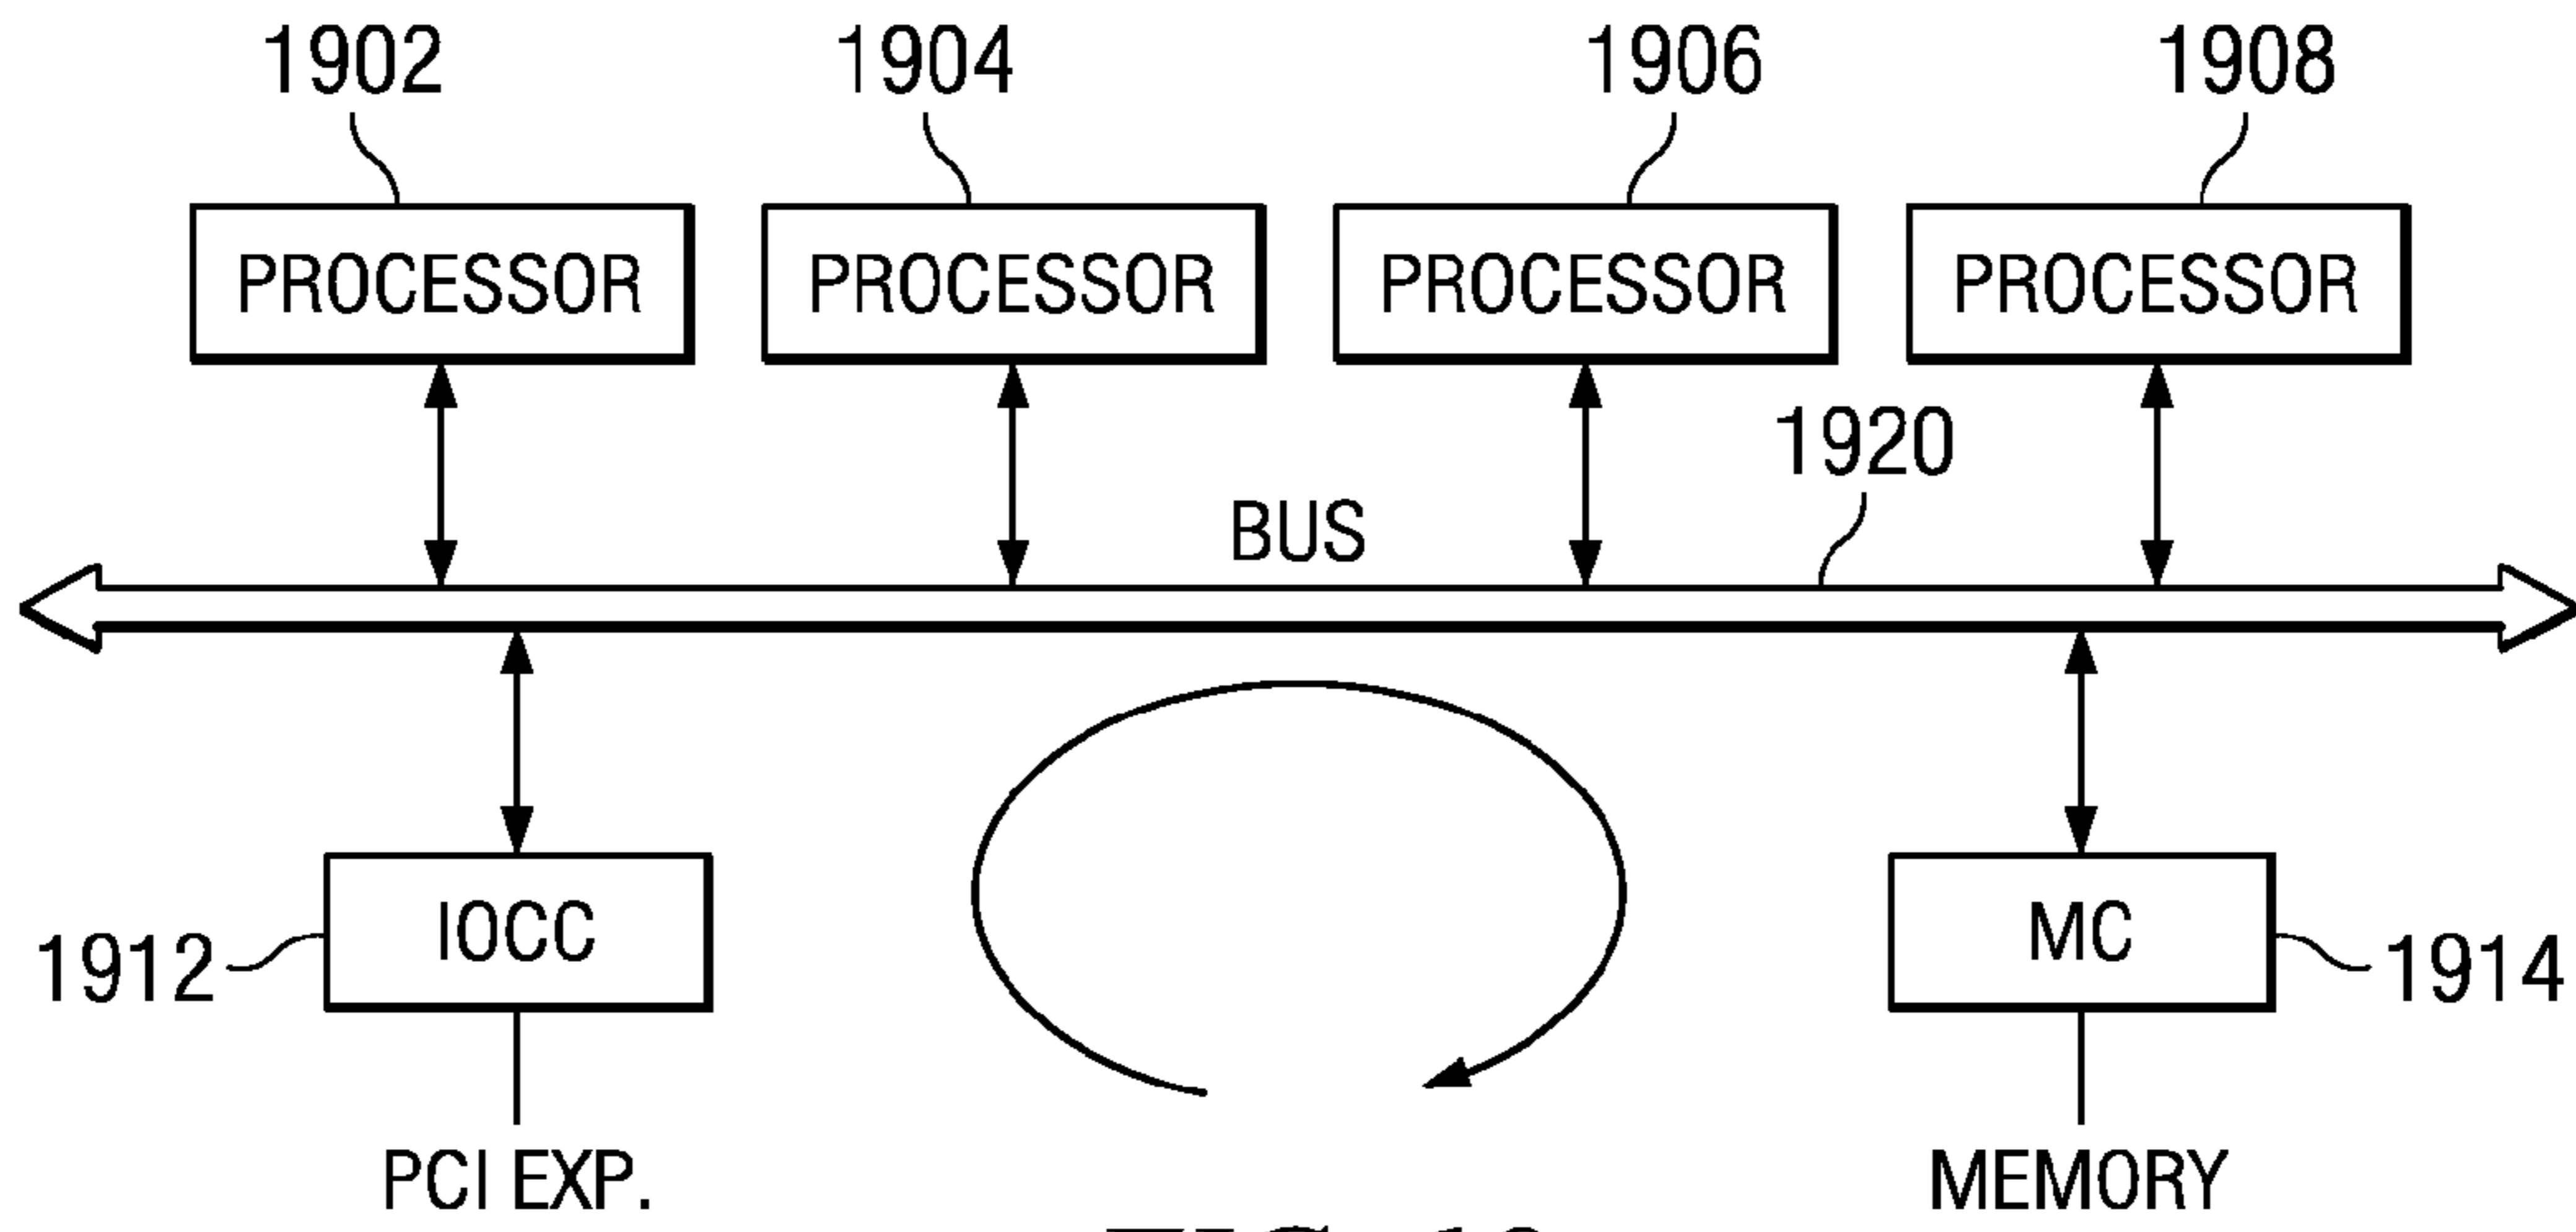 1902 1904 1906 1908
PROCESSOR PROCESSOR PROCESSOR PROCESSOR
1920
BUS
1912 IOCC MC 1914
PCI EXP. MEMORY